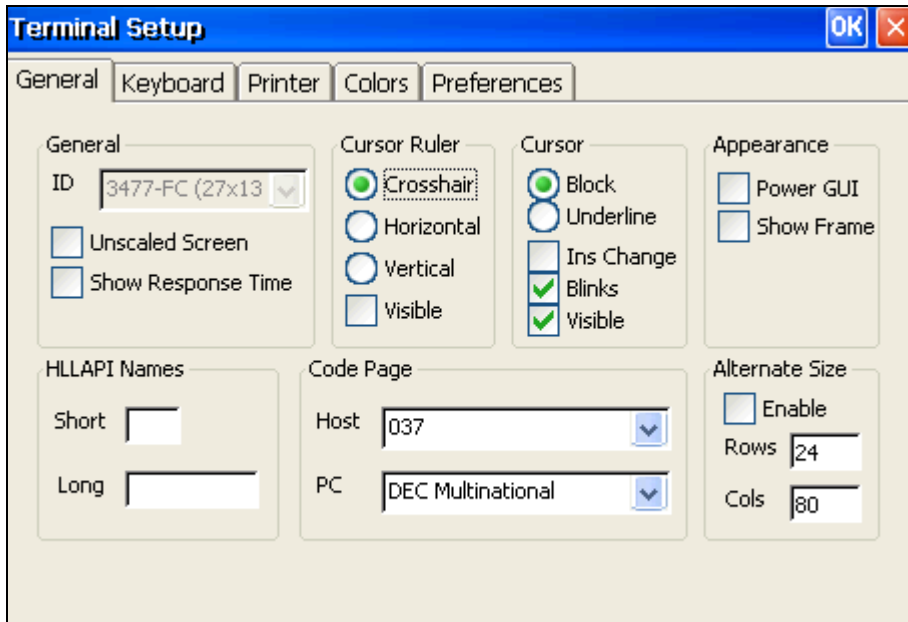 Terminal Setup OK
General Keyboard Printer Colors Preferences
General
ID 3477-FC (27x13
Unscaled Screen
Show Response Time
Cursor Ruler
Crosshair
Horizontal
Vertical
Visible
Cursor
Block
Underline
Ins Change
Blinks
Visible
Appearance
Power GUI
Show Frame
HLLAPI Names
Short
Long
Code Page
Host 037
PC DEC Multinational
Alternate Size
Enable
Rows 24
Cols 80